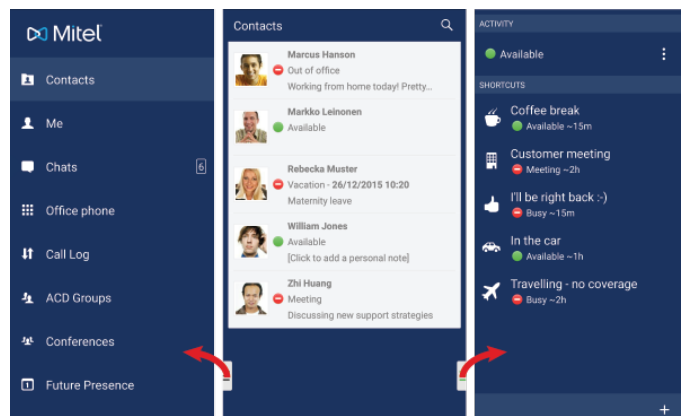 Mitel
Contacts
Me
Chats
6
Office phone
Call Log
ACD Groups
Conferences
1
Future Presence
Contacts
Marcus Hanson
Out of office
Working from home today! Pretty...
Markko Leinonen
Available
Rebecka Muster
Vacation - 26/12/2015 10:20
Maternity leave
William Jones
Available
[Click to add a personal note]
Zhi Huang
Meeting
Discussing new support strategies
ACTIVITY
Available
SHORTCUTS
Coffee break
Available ~15m
Customer meeting
Meeting ~2h
I'll be right back :-)
Busy ~15m
In the car
Available ~1h
Travelling - no coverage
Busy ~2h
+